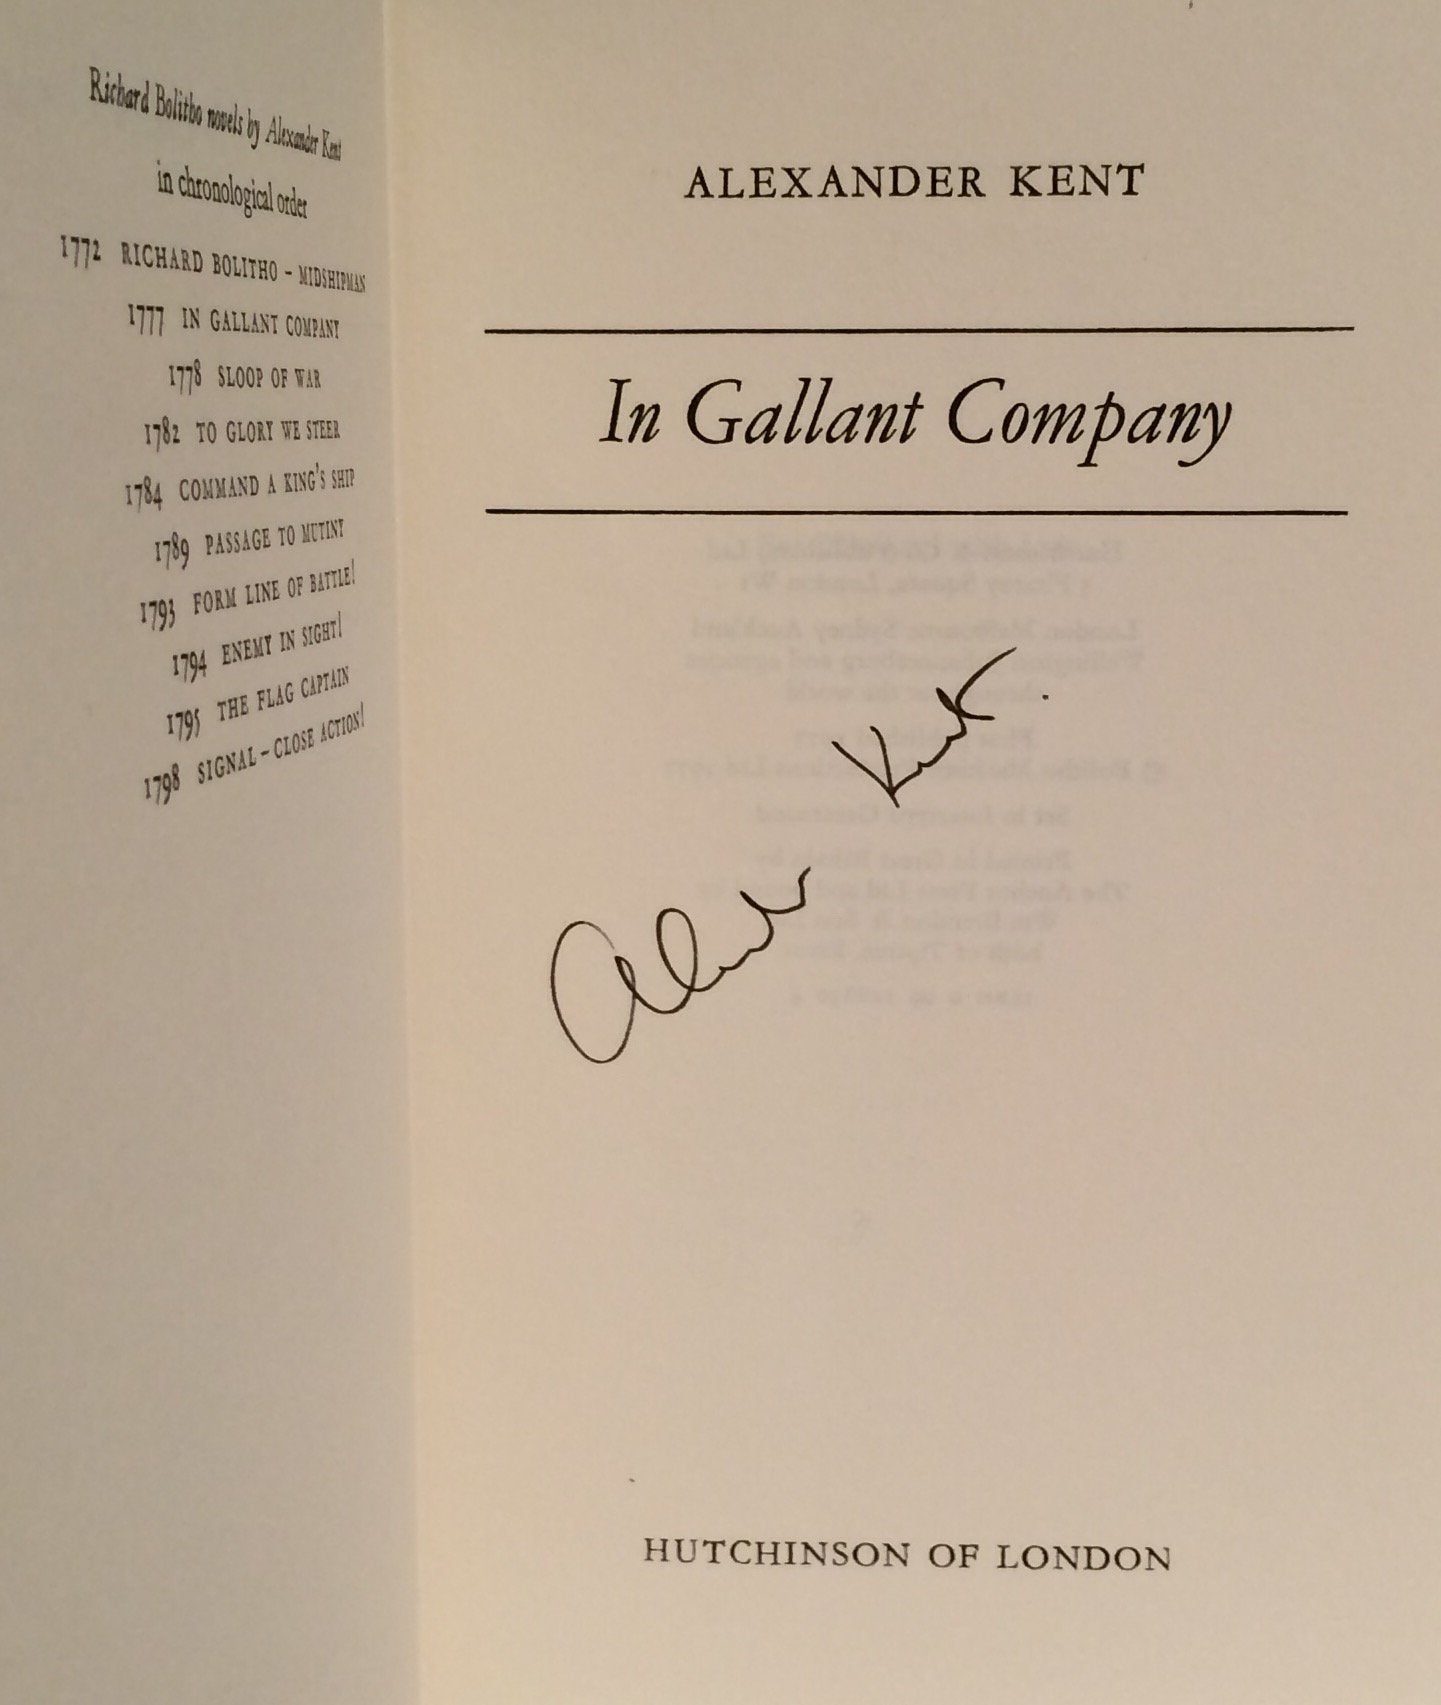 Richard Bolitho novels by Alexander Kent
in chronological order
1772 RICHARD BOLITHO – MIDSHIPMAN
1777 IN GALLANT COMPANY
1778 SLOOP OF WAR
1782 TO GLORY WE STEER
1784 COMMAND A KING'S SHIP
1789 PASSAGE TO MUTINY
1793 FORM LINE OF BATTLE!
1794 ENEMY IN SIGHT!
1795 THE FLAG CAPTAIN
1798 SIGNAL – CLOSE ACTION!
ALEXANDER KENT
In Gallant Company
Alexander Kent.
HUTCHINSON OF LONDON